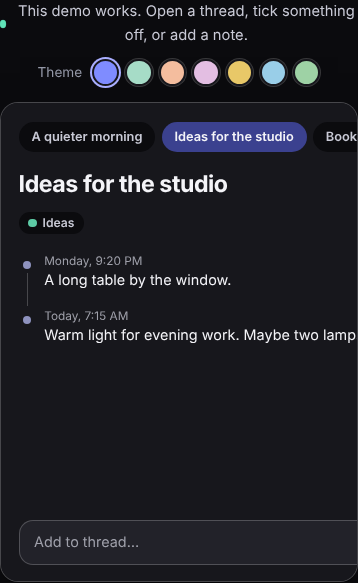 This demo works. Open a thread, tick something
off, or add a note.
Theme
A quieter morning
Ideas for the studio
Book
Ideas for the studio
Ideas
Monday, 9:20 PM
A long table by the window.
Today, 7:15 AM
Warm light for evening work. Maybe two lamp
Add to thread...